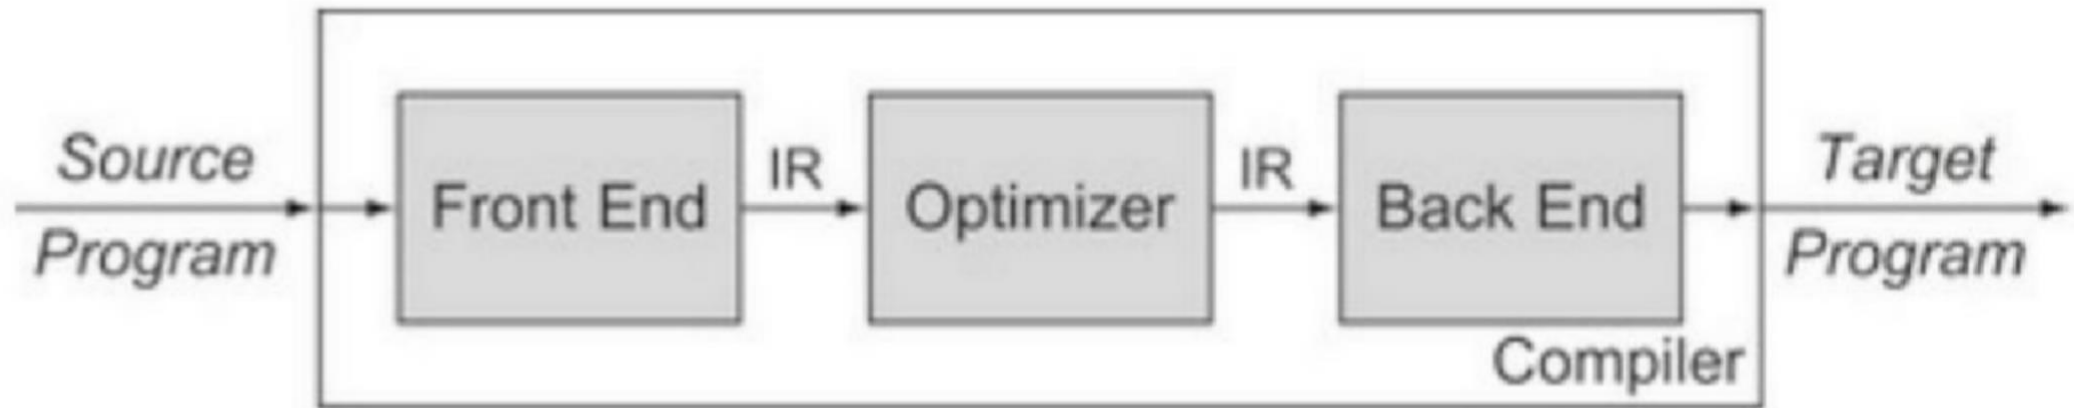 Source
Program
Front End
IR
Optimizer
IR
Back End
Target
Program
Compiler